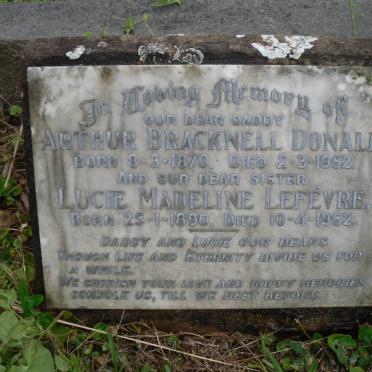 In Loving Memory of
OUR DEAR DADDY
ARTHUR BRACKNELL DONALD
BORN 8-3-1870, DIED 2-3-1952.
AND OUR DEAR SISTER
LUCIE MADELINE LEFEVRE.
BORN 25-1-1890, DIED 10-4-1952.
DADDY AND LUCIE OUR DEARS
THOUGH LIFE AND ETERNITY DIVIDE US FOR
A WHILE.
WE CHERISH YOUR LOVE AND HAPPY MEMORIES
CONSOLE US, TILL WE MEET